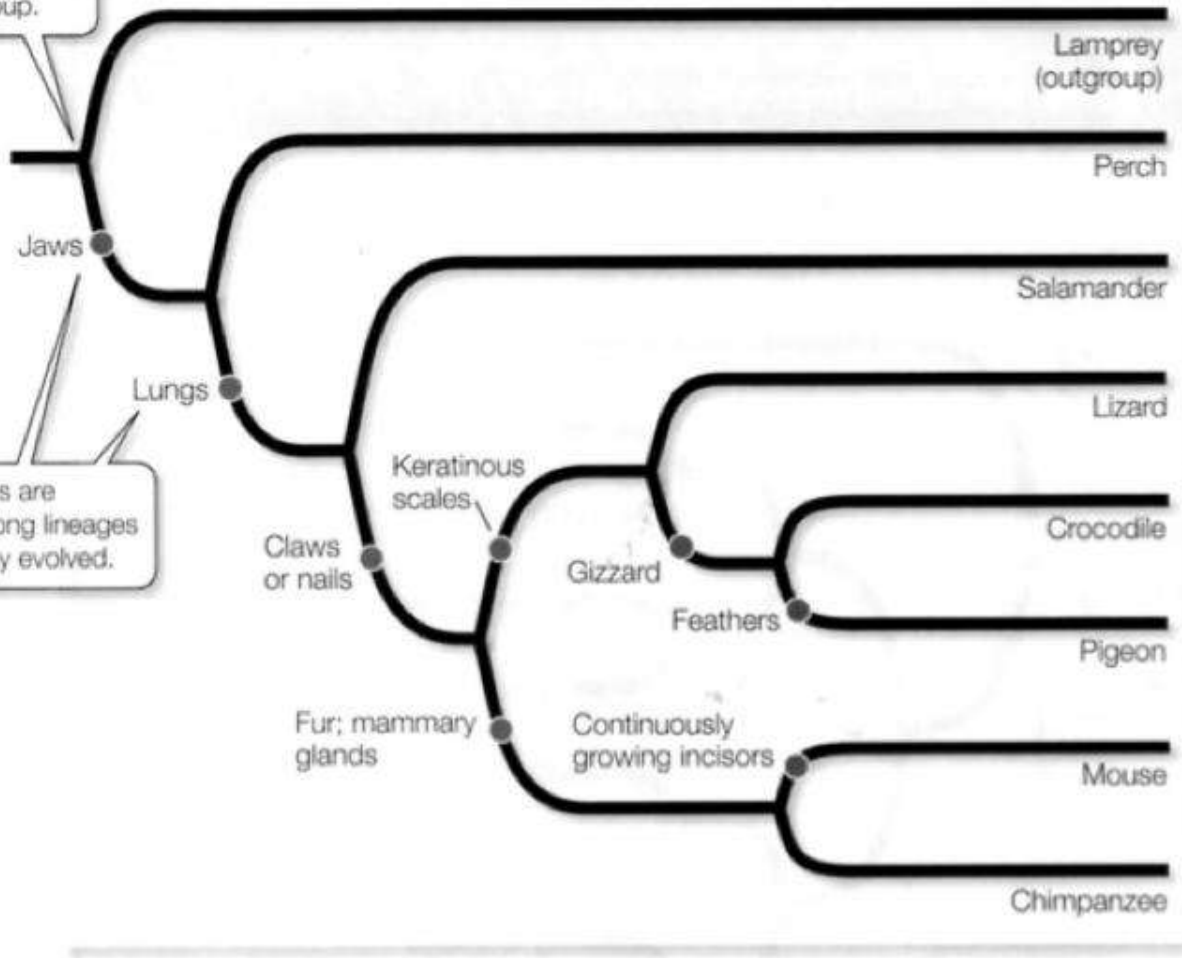 up.
Lamprey
(outgroup)
Perch
Jaws
Salamander
Lungs
Lizard
Keratinous
scales
s are
ong lineages
y evolved.
Crocodile
Claws
or nails
Gizzard
Feathers
Pigeon
Fur; mammary
glands
Continuously
growing incisors
Mouse
Chimpanzee